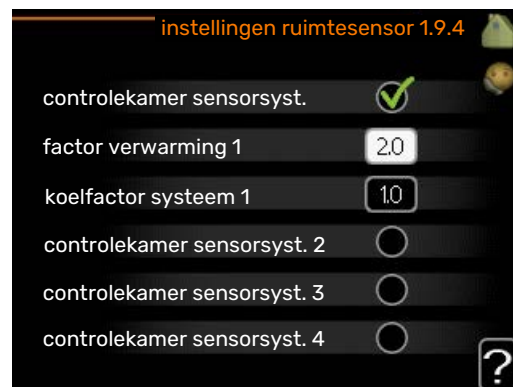 instellingen ruimtesensor 1.9.4
controlekamer sensorsyst.
factor verwarming 1 2.0
koelfactor systeem 1 1.0
controlekamer sensorsyst. 2
controlekamer sensorsyst. 3
controlekamer sensorsyst. 4
?